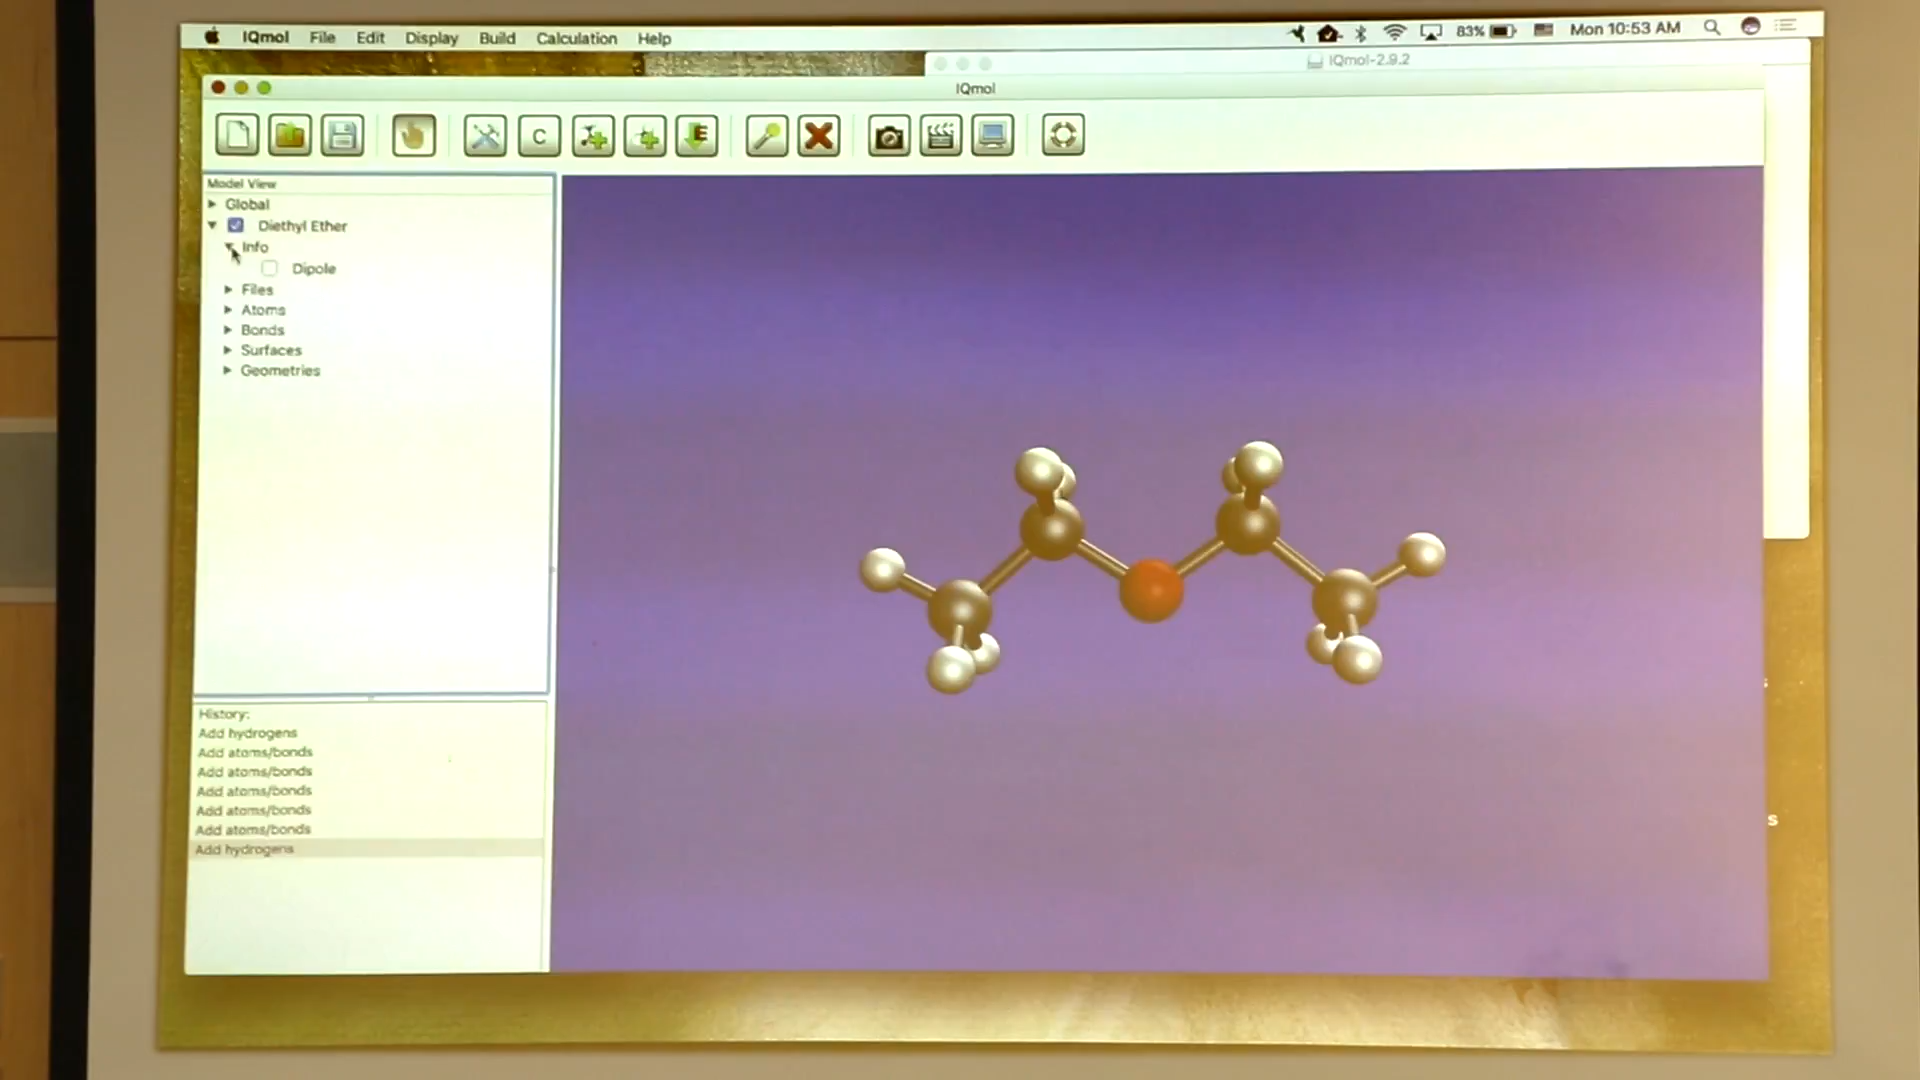 IQmol File Edit Display Build Calculation Help 83% Mon 10:53 AM
IQmol-2.9.2
IQmol
C E
Model View
Global
Diethyl Ether
Info
Dipole
Files
Atoms
Bonds
Surfaces
Geometries
History:
Add hydrogens
Add atoms/bonds
Add atoms/bonds
Add atoms/bonds
Add atoms/bonds
Add atoms/bonds
Add hydrogens
s
s